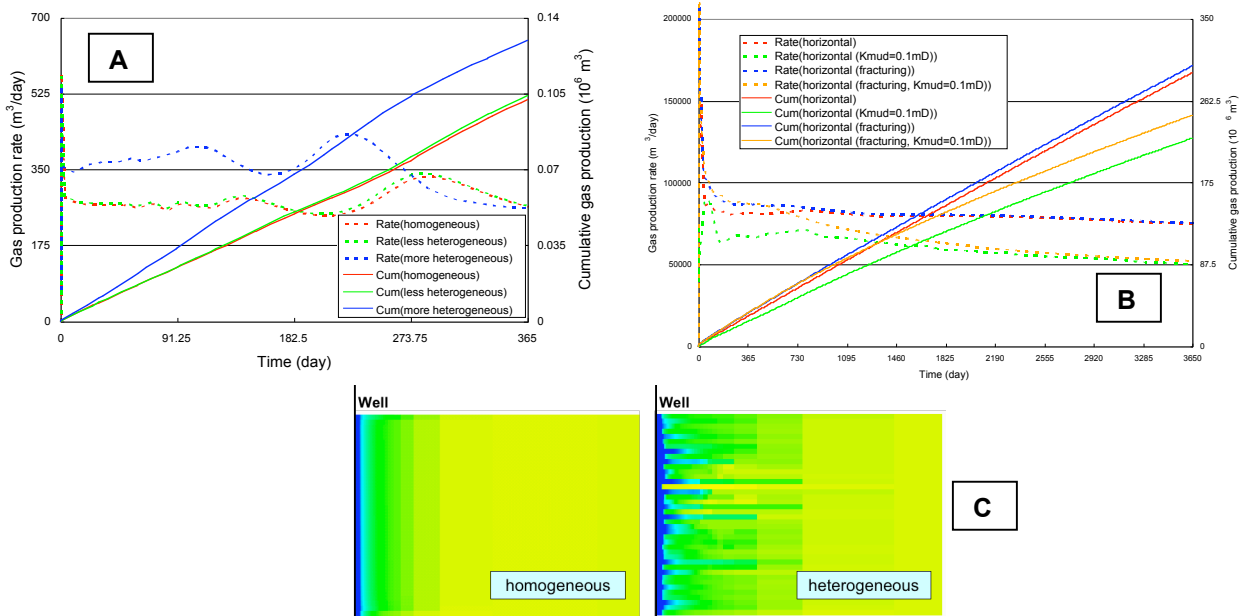 A
Gas production rate (m3/day)
700
525
350
175
0
0
91.25
182.5
273.75
365
Time (day)
0.14
0.105
0.07
0.035
0
Cumulative gas production (10^6 m3)
Rate(homogeneous)
Rate(less heterogeneous)
Rate(more heterogeneous)
Cum(homogeneous)
Cum(less heterogeneous)
Cum(more heterogeneous)
B
Gas production rate (m 3/day)
200000
150000
100000
50000
0
0
365
730
1095
1460
1825
2190
2555
2920
3285
3650
Time (day)
350
262.5
175
87.5
0
Cumulative gas production (10 6 m3)
Rate(horizontal)
Rate(horizontal (Kmud=0.1mD))
Rate(horizontal (fracturing))
Rate(horizontal (fracturing, Kmud=0.1mD))
Cum(horizontal)
Cum(horizontal (Kmud=0.1mD))
Cum(horizontal (fracturing))
Cum(horizontal (fracturing, Kmud=0.1mD))
Well
homogeneous
Well
heterogeneous
C